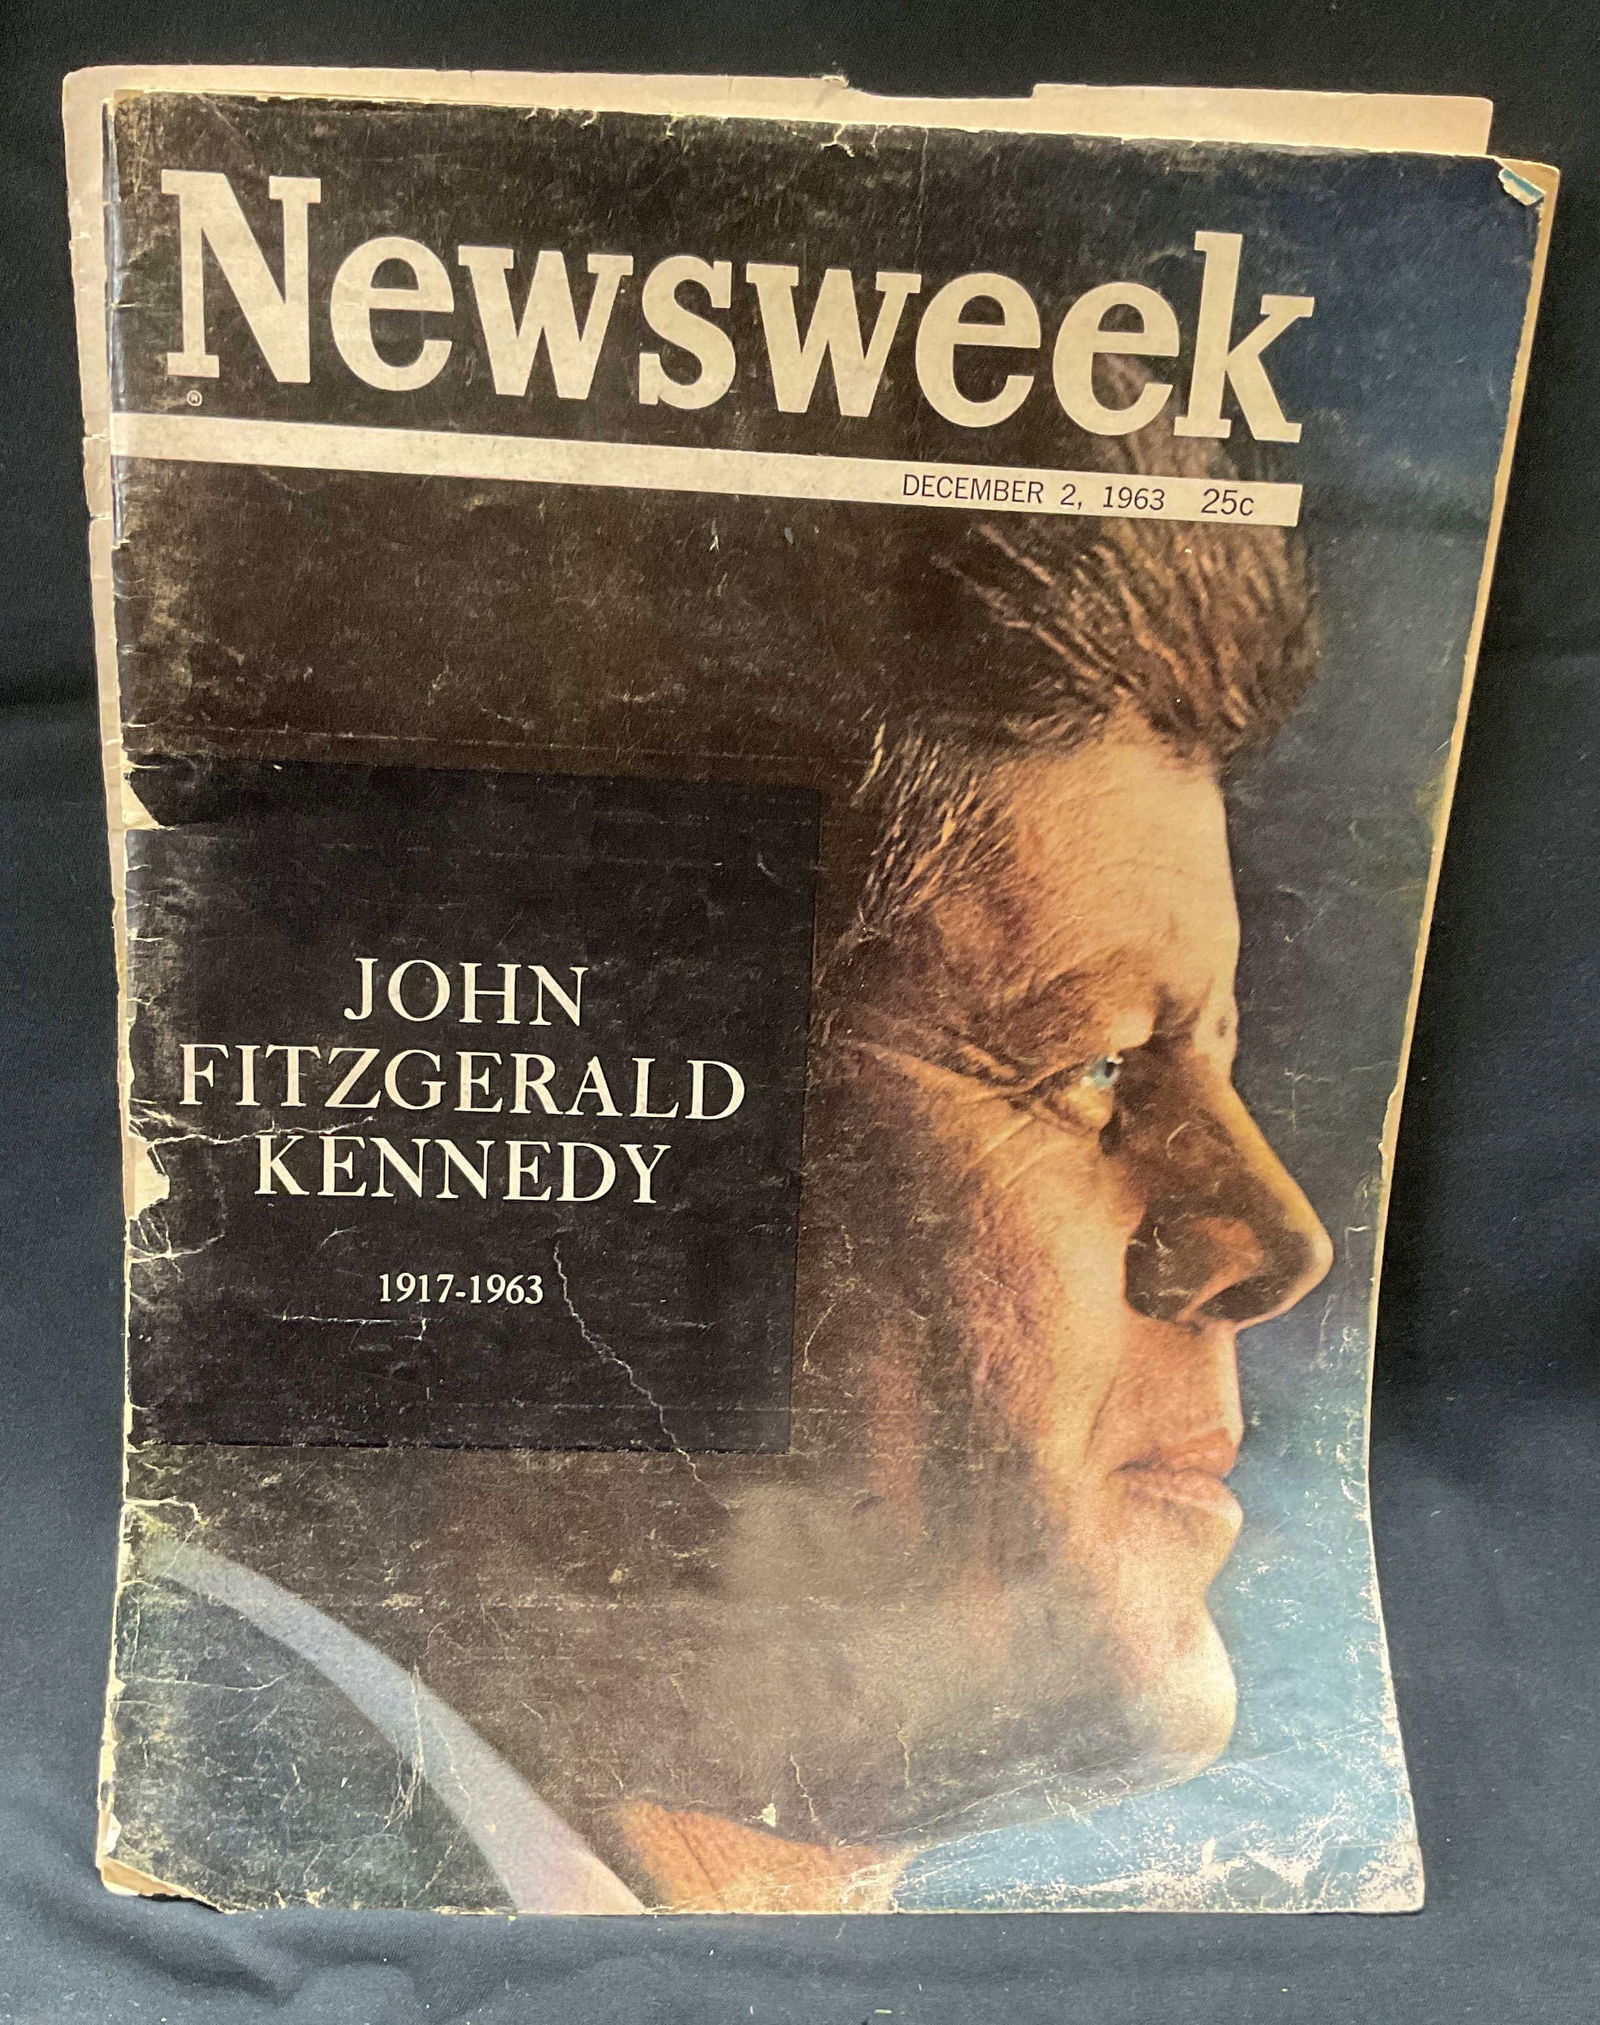 Newsweek
®
DECEMBER 2, 1963 25c
JOHN
FITZGERALD
KENNEDY
1917-1963